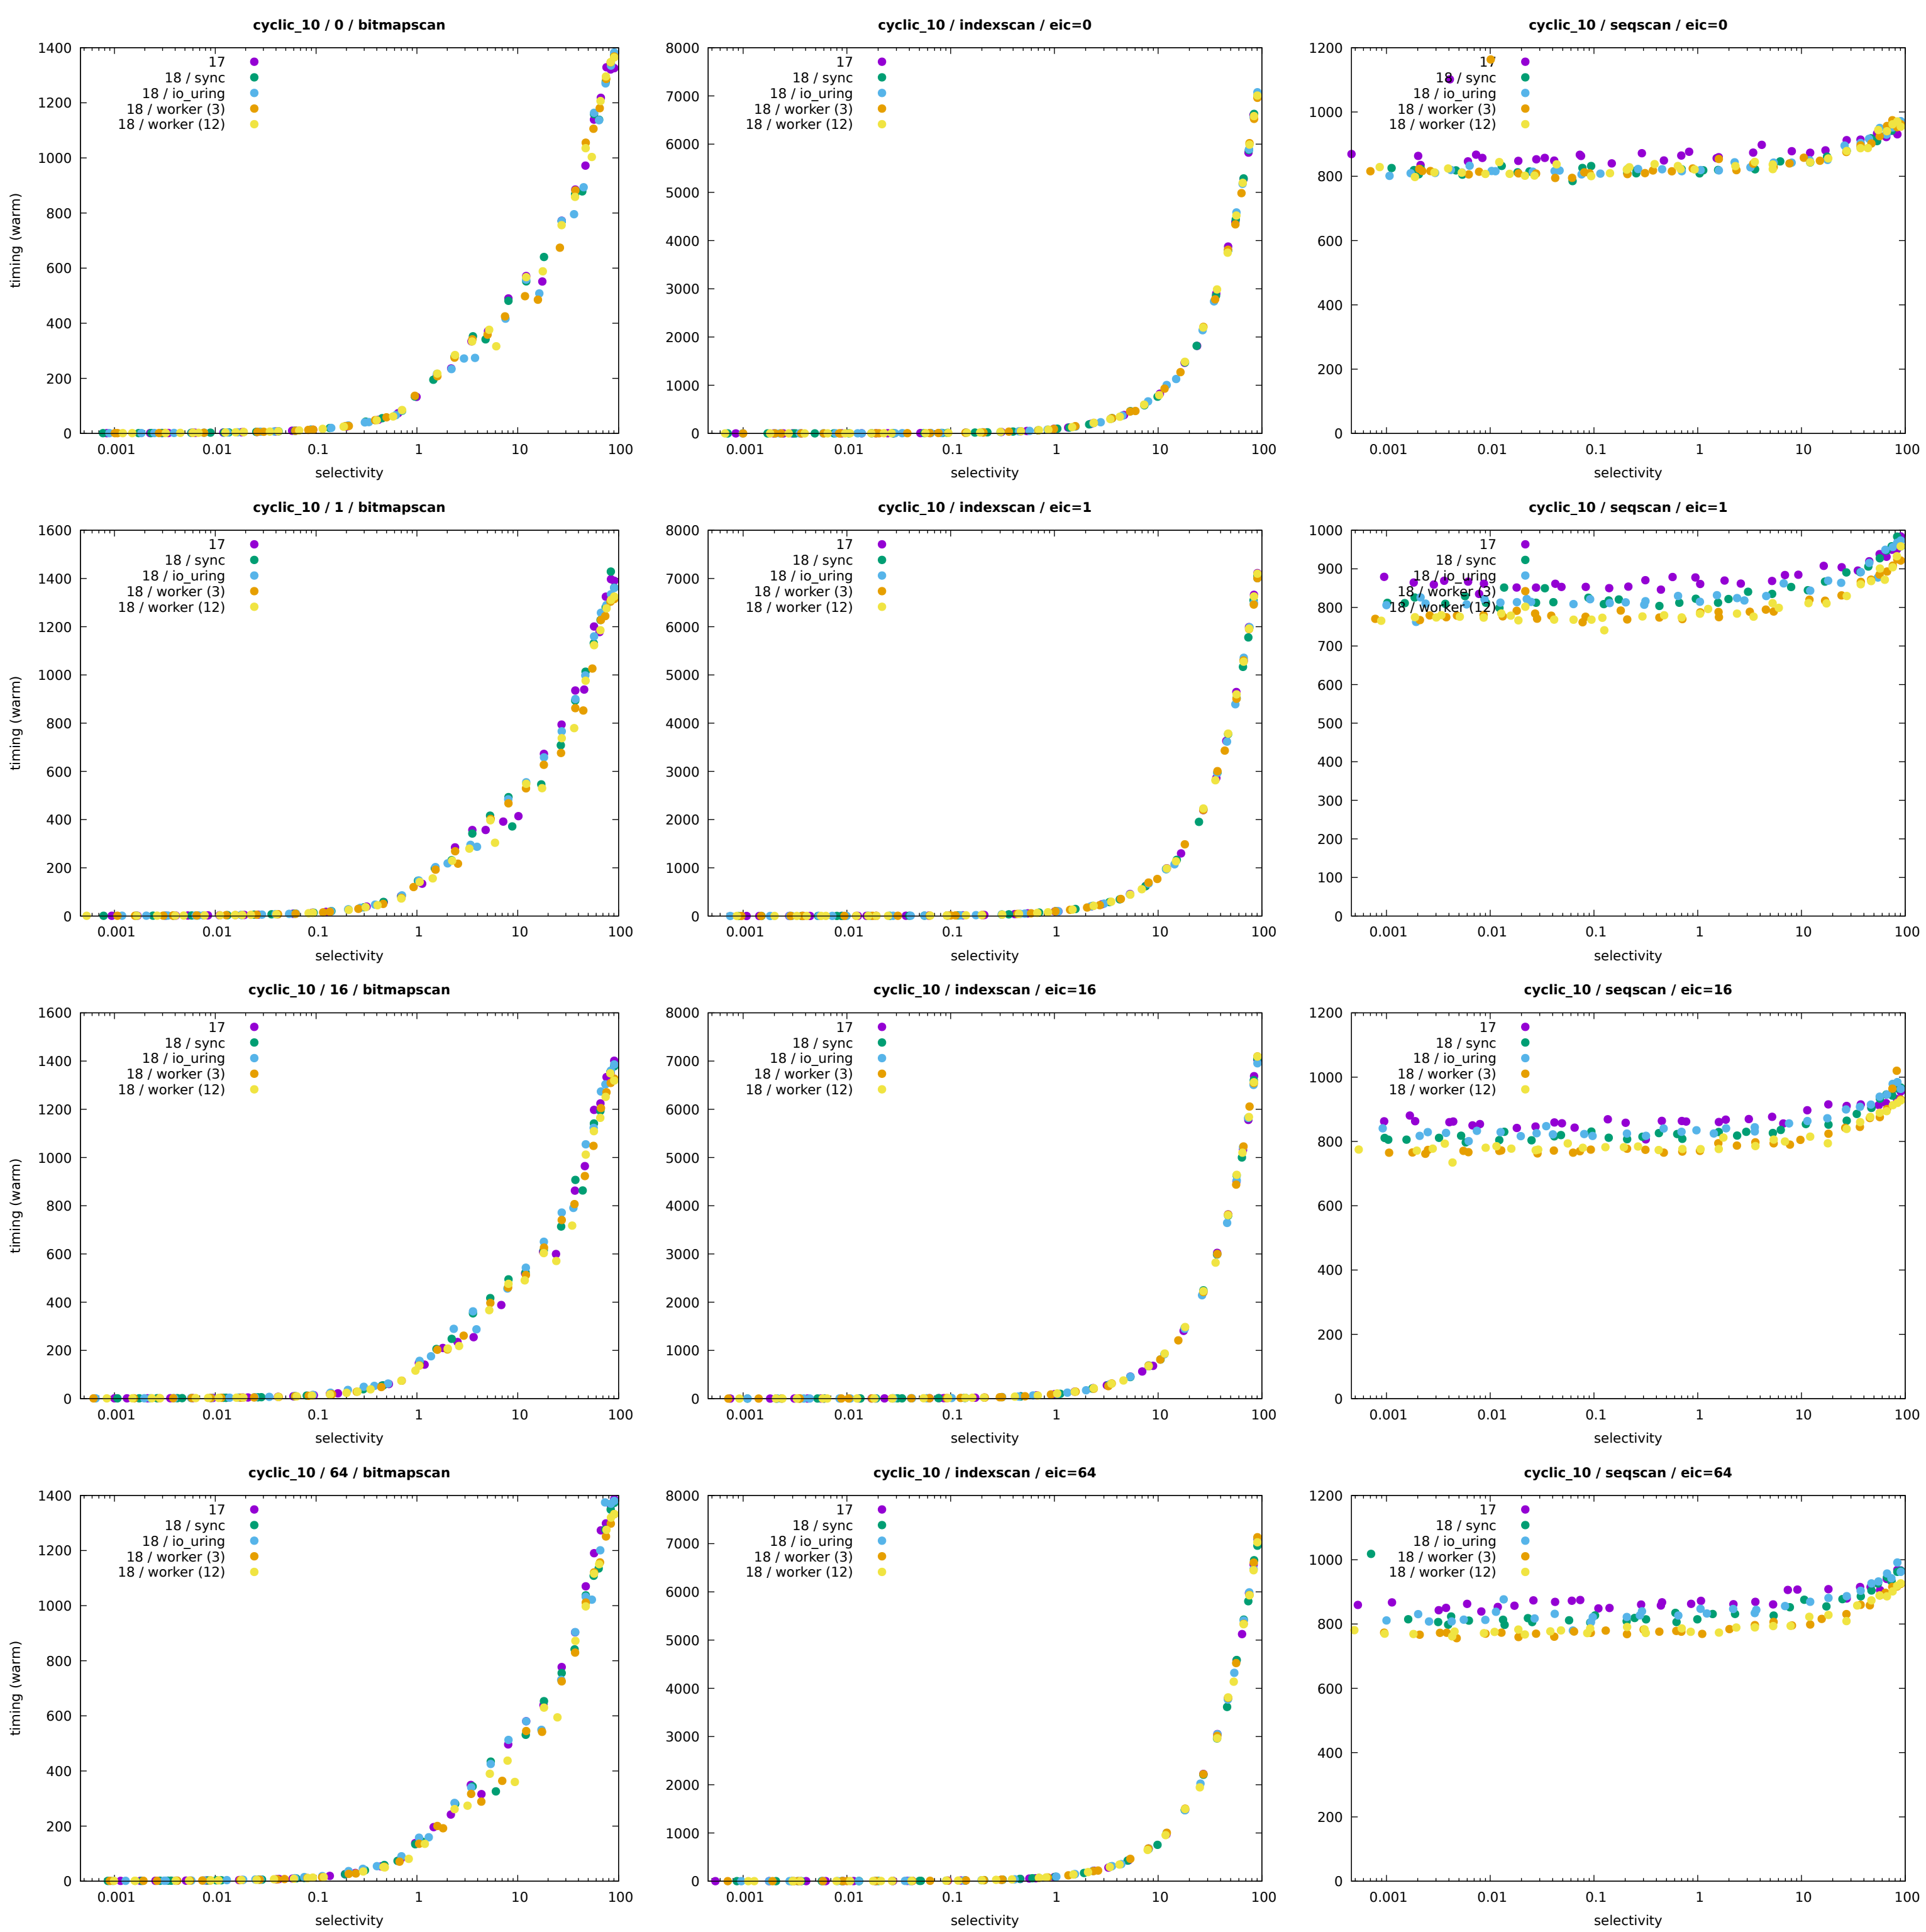 cyclic_10 / 0 / bitmapscan
timing (warm)
1400
1200
1000
800
600
400
200
0
17
18 / sync
18 / io_uring
18 / worker (3)
18 / worker (12)
0.001 0.01 0.1 1 10 100
selectivity
cyclic_10 / indexscan / eic=0
8000
7000
6000
5000
4000
3000
2000
1000
0
17
18 / sync
18 / io_uring
18 / worker (3)
18 / worker (12)
0.001 0.01 0.1 1 10 100
selectivity
cyclic_10 / seqscan / eic=0
1200
1000
800
600
400
200
0
17
18 / sync
18 / io_uring
18 / worker (3)
18 / worker (12)
0.001 0.01 0.1 1 10 100
selectivity
cyclic_10 / 1 / bitmapscan
timing (warm)
1600
1400
1200
1000
800
600
400
200
0
17
18 / sync
18 / io_uring
18 / worker (3)
18 / worker (12)
0.001 0.01 0.1 1 10 100
selectivity
cyclic_10 / indexscan / eic=1
8000
7000
6000
5000
4000
3000
2000
1000
0
17
18 / sync
18 / io_uring
18 / worker (3)
18 / worker (12)
0.001 0.01 0.1 1 10 100
selectivity
cyclic_10 / seqscan / eic=1
1000
900
800
700
600
500
400
300
200
100
0
17
18 / sync
18 / io_uring
18 / worker (3)
18 / worker (12)
0.001 0.01 0.1 1 10 100
selectivity
cyclic_10 / 16 / bitmapscan
timing (warm)
1600
1400
1200
1000
800
600
400
200
0
17
18 / sync
18 / io_uring
18 / worker (3)
18 / worker (12)
0.001 0.01 0.1 1 10 100
selectivity
cyclic_10 / indexscan / eic=16
8000
7000
6000
5000
4000
3000
2000
1000
0
17
18 / sync
18 / io_uring
18 / worker (3)
18 / worker (12)
0.001 0.01 0.1 1 10 100
selectivity
cyclic_10 / seqscan / eic=16
1200
1000
800
600
400
200
0
17
18 / sync
18 / io_uring
18 / worker (3)
18 / worker (12)
0.001 0.01 0.1 1 10 100
selectivity
cyclic_10 / 64 / bitmapscan
timing (warm)
1400
1200
1000
800
600
400
200
0
17
18 / sync
18 / io_uring
18 / worker (3)
18 / worker (12)
0.001 0.01 0.1 1 10 100
selectivity
cyclic_10 / indexscan / eic=64
8000
7000
6000
5000
4000
3000
2000
1000
0
17
18 / sync
18 / io_uring
18 / worker (3)
18 / worker (12)
0.001 0.01 0.1 1 10 100
selectivity
cyclic_10 / seqscan / eic=64
1200
1000
800
600
400
200
0
17
18 / sync
18 / io_uring
18 / worker (3)
18 / worker (12)
0.001 0.01 0.1 1 10 100
selectivity